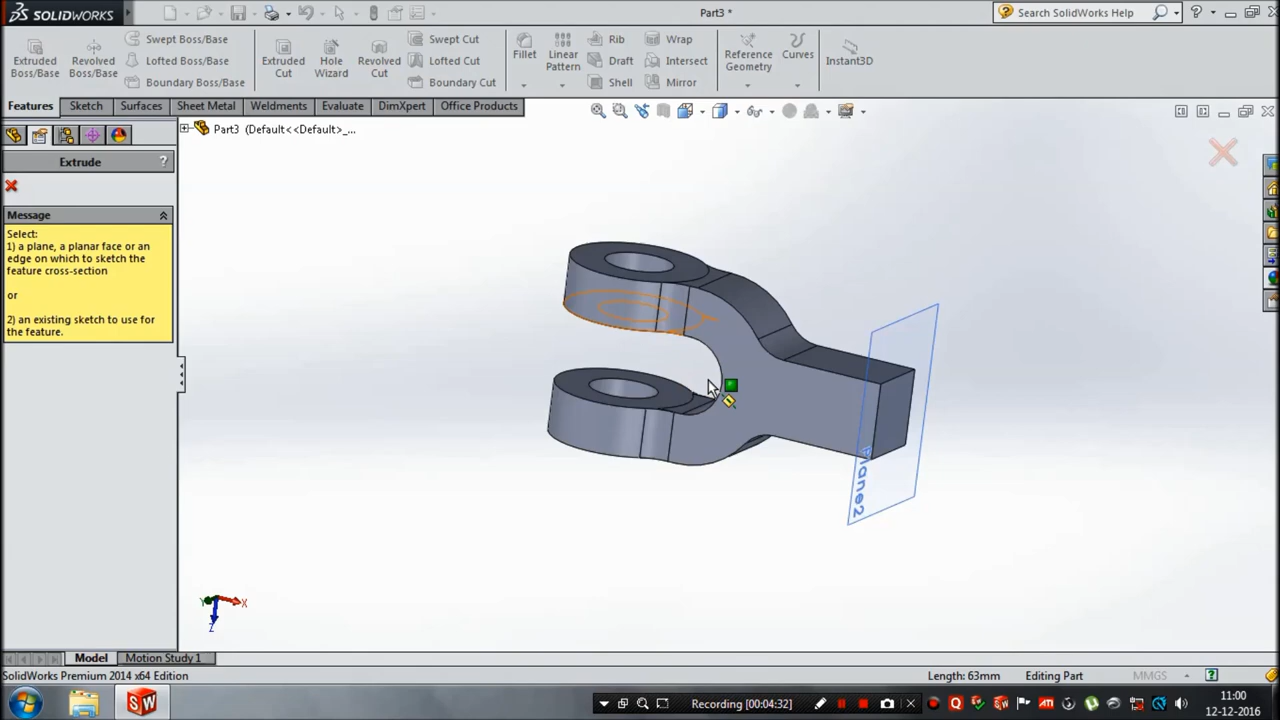 SOLIDWORKS
Part3 *
Search SolidWorks Help
Extruded Boss/Base
Revolved Boss/Base
Swept Boss/Base
Lofted Boss/Base
Boundary Boss/Base
Extruded Cut
Hole Wizard
Revolved Cut
Swept Cut
Lofted Cut
Boundary Cut
Fillet
Linear Pattern
Rib
Draft
Shell
Wrap
Intersect
Mirror
Reference Geometry
Curves
Instant3D
Features
Sketch
Surfaces
Sheet Metal
Weldments
Evaluate
DimXpert
Office Products
Part3 (Default<<Default>_...
Extrude
?
Message
Select:
1) a plane, a planar face or an
edge on which to sketch the
feature cross-section
or
2) an existing sketch to use for
the feature.
Plane2
Y
X
Z
Model
Motion Study 1
SolidWorks Premium 2014 x64 Edition
Length: 63mm
Editing Part
MMGS
Recording [00:04:32]
11:00
12-12-2016